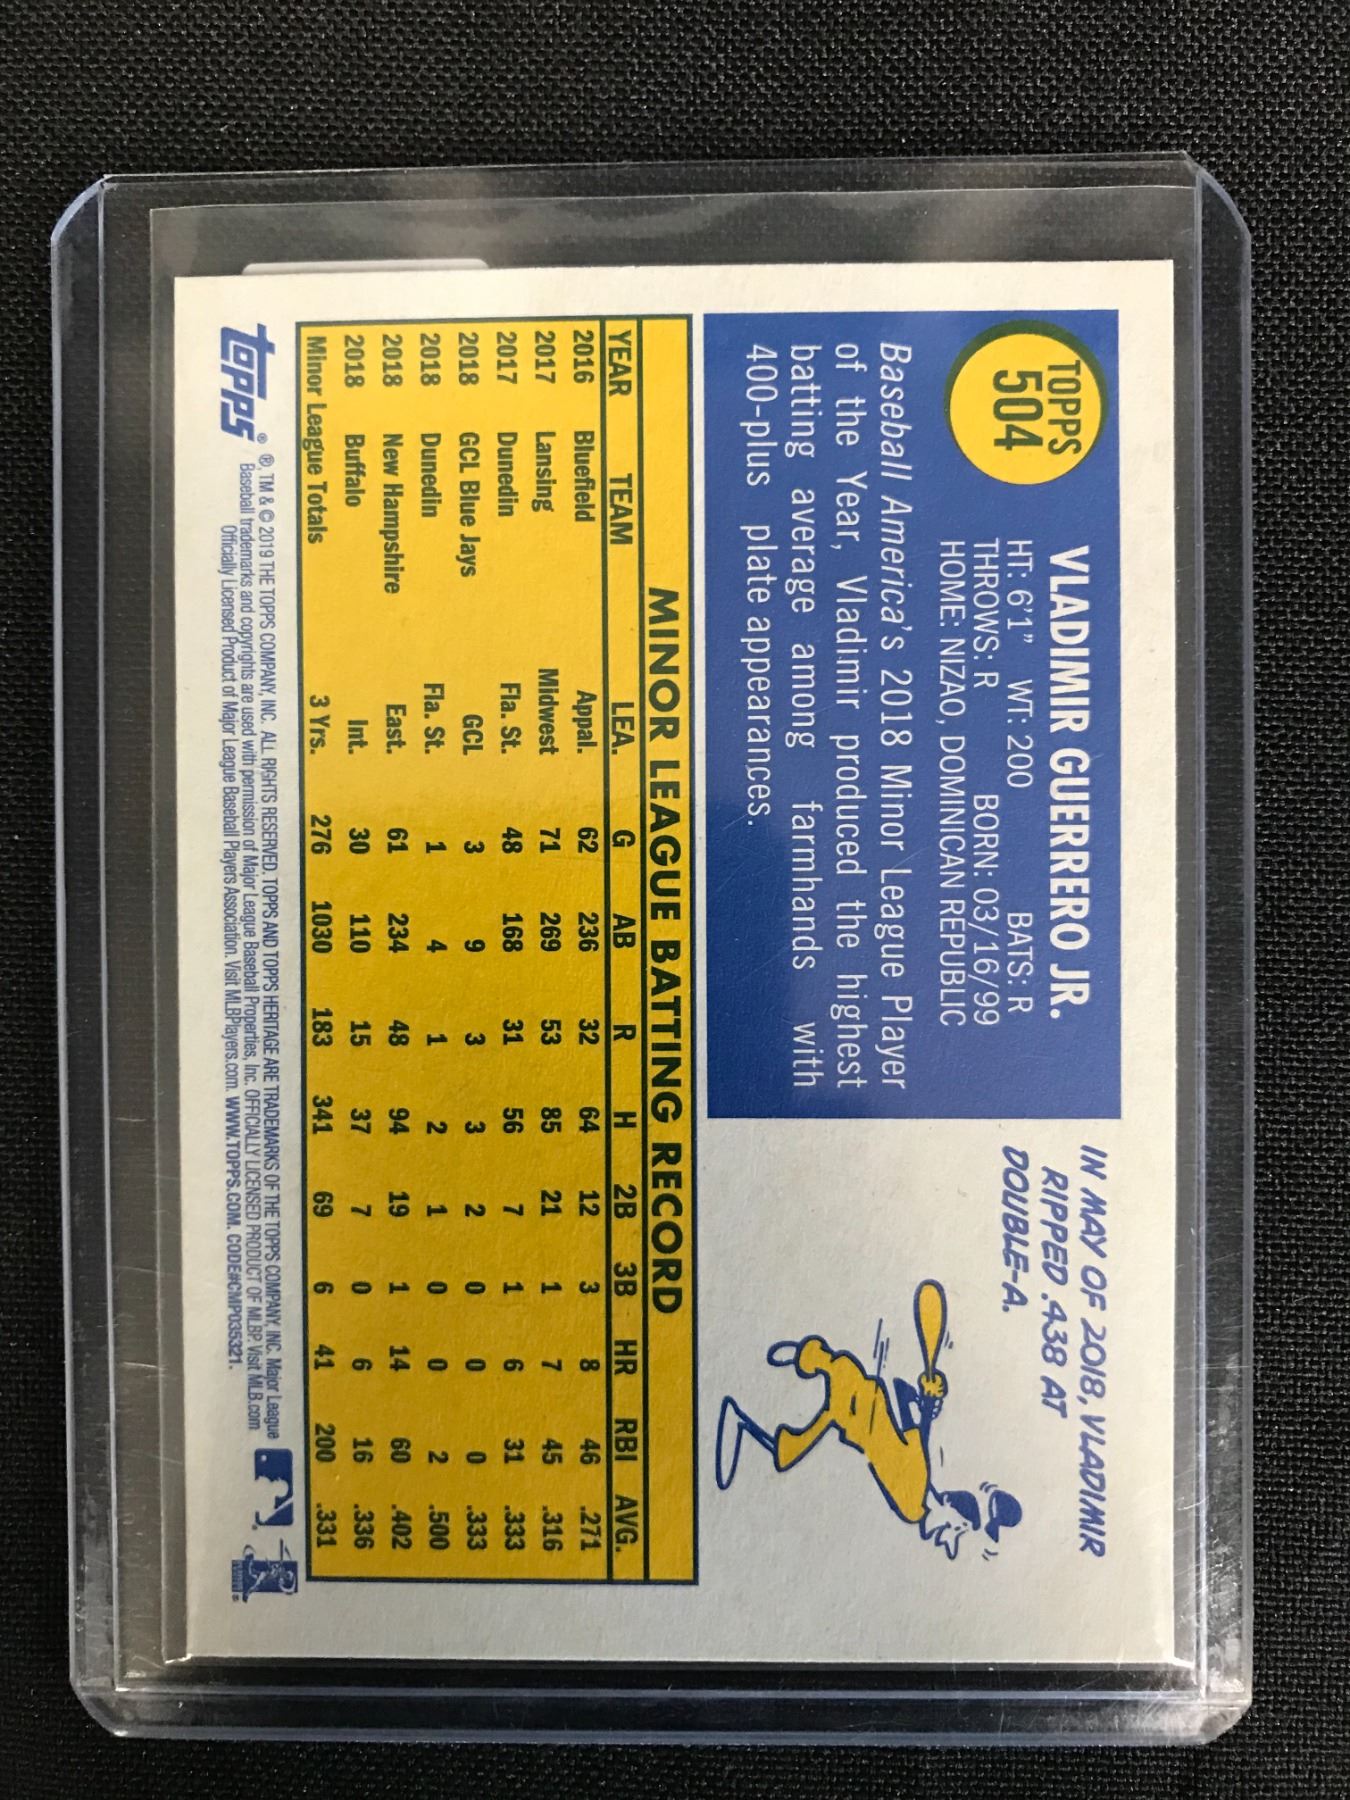 TOPPS
504
VLADIMIR GUERRERO JR.
HT: 6'1" WT: 200 BATS: R
THROWS: R BORN: 03/16/99
HOME: NIZAO, DOMINICAN REPUBLIC
Baseball America's 2018 Minor League Player
of the Year, Vladimir produced the highest
batting average among farmhands with
400-plus plate appearances.
IN MAY OF 2018, VLADIMIR
RIPPED .438 AT
DOUBLE-A.
MINOR LEAGUE BATTING RECORD
YEAR TEAM LEA. G AB R H 2B 3B HR RBI AVG.
2016 Bluefield Appal. 62 236 32 64 12 3 8 46 .271
2017 Lansing Midwest 71 269 53 85 21 1 7 45 .316
2017 Dunedin Fla. St. 48 168 31 56 7 1 6 31 .333
2018 GCL Blue Jays GCL 3 9 3 3 2 0 0 0 .333
2018 Dunedin Fla. St. 1 4 1 2 1 0 0 2 .500
2018 New Hampshire East. 61 234 48 94 19 1 14 60 .402
2018 Buffalo Int. 30 110 15 37 7 0 6 16 .336
Minor League Totals 3 Yrs. 276 1030 183 341 69 6 41 200 .331
topps®
®, TM & © 2019 THE TOPPS COMPANY, INC. ALL RIGHTS RESERVED. TOPPS AND TOPPS HERITAGE ARE TRADEMARKS OF THE TOPPS COMPANY, INC. Major League
Baseball trademarks and copyrights are used with permission of Major League Baseball Properties, Inc. OFFICIALLY LICENSED PRODUCT OF MLBP. Visit MLB.com
Officially Licensed Product of Major League Baseball Players Association. Visit MLBPlayers.com. WWW.TOPPS.COM. CODE#CMP035321.